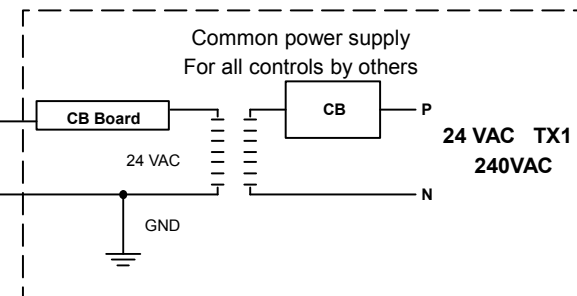 Common power supply
For all controls by others
CB Board
CB
P
24 VAC TX1
240VAC
24 VAC
N
GND